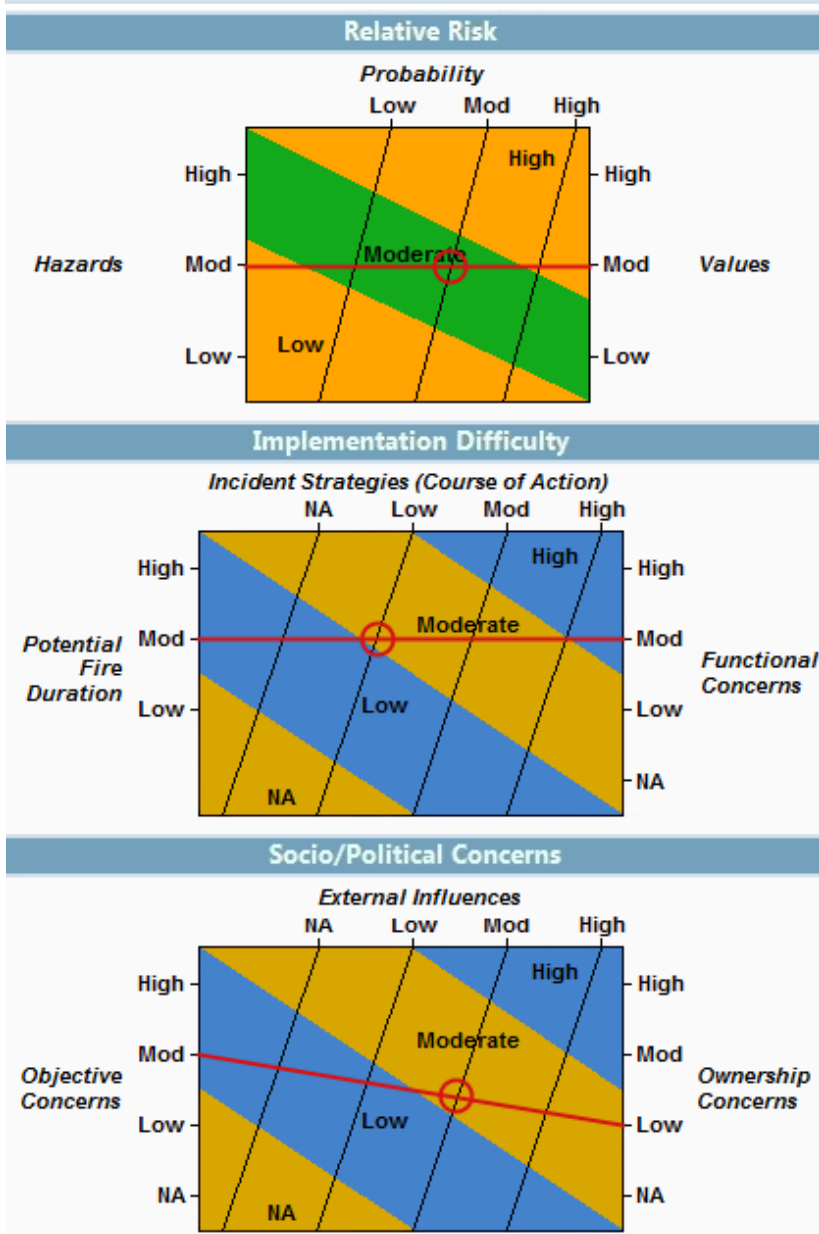 Relative Risk
Probability
Low Mod High
High High High
Hazards Mod Moderate Mod Values
Low Low Low
Implementation Difficulty
Incident Strategies (Course of Action)
NA Low Mod High
High High High
Potential Fire Duration Mod Moderate Mod Functional Concerns
Low Low Low
NA NA
Socio/Political Concerns
External Influences
NA Low Mod High
High High High
Mod Moderate Mod
Objective Concerns Ownership Concerns
Low Low Low
NA NA NA